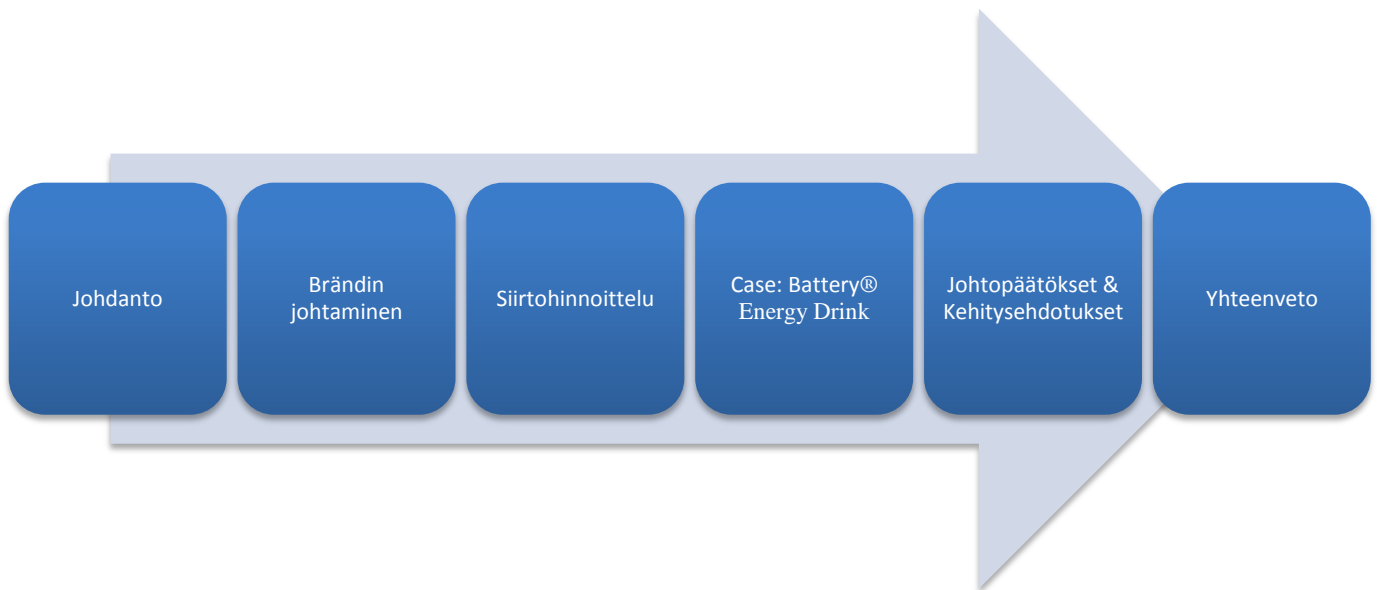 Johdanto
Brändin
johtaminen
Siirtohinnoittelu
Case: Battery®
Energy Drink
Johtopäätökset &
Kehitysehdotukset
Yhteenveto